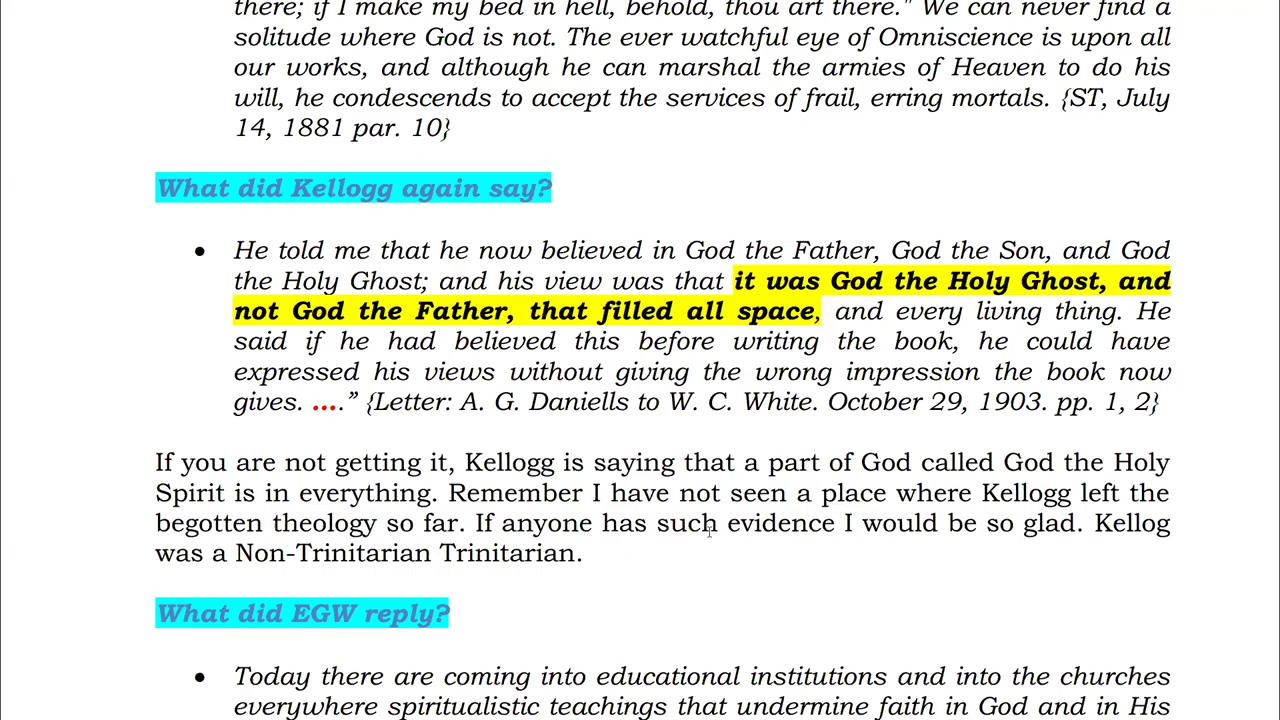 there; if I make my bed in hell, behold, thou art there." We can never find a
solitude where God is not. The ever watchful eye of Omniscience is upon all
our works, and although he can marshal the armies of Heaven to do his
will, he condescends to accept the services of frail, erring mortals. {ST, July
14, 1881 par. 10}
What did Kellogg again say?
• He told me that he now believed in God the Father, God the Son, and God
the Holy Ghost; and his view was that it was God the Holy Ghost, and
not God the Father, that filled all space, and every living thing. He
said if he had believed this before writing the book, he could have
expressed his views without giving the wrong impression the book now
gives. ….” {Letter: A. G. Daniells to W. C. White. October 29, 1903. pp. 1, 2}
If you are not getting it, Kellogg is saying that a part of God called God the Holy
Spirit is in everything. Remember I have not seen a place where Kellogg left the
begotten theology so far. If anyone has such evidence I would be so glad. Kellog
was a Non-Trinitarian Trinitarian.
What did EGW reply?
• Today there are coming into educational institutions and into the churches
everywhere spiritualistic teachings that undermine faith in God and in His